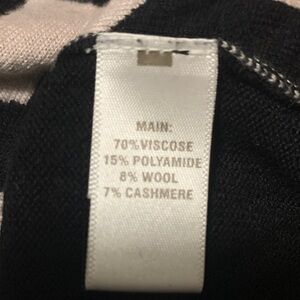 MAIN:
70%VISCOSE
15% POLYAMIDE
8% WOOL
7% CASHMERE